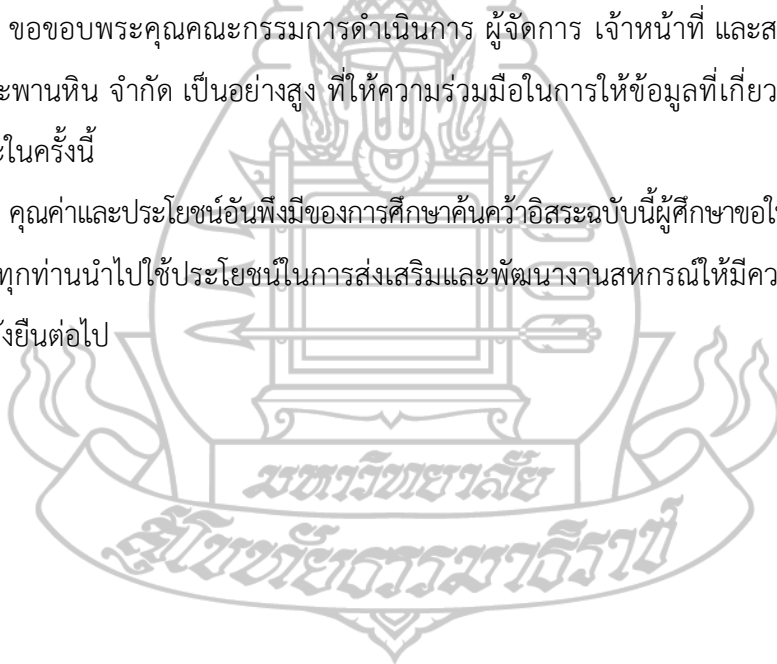 ขอขอบพระคุณคณะกรรมการดำเนินการ ผู้จัดการ เจ้าหน้าที่ และส
ะพานหิน จำกัด เป็นอย่างสูง ที่ให้ความร่วมมือในการให้ข้อมูลที่เกี่ยว
ะในครั้งนี้
คุณค่าและประโยชน์อันพึงมีของการศึกษาค้นคว้าอิสระฉบับนี้ผู้ศึกษาขอ
ทุกท่านนำไปใช้ประโยชน์ในการส่งเสริมและพัฒนางานสหกรณ์ให้มีคว
ั่งยืนต่อไป
มหาวิทยาลัย
สุโขทัยธรรมาธิราช